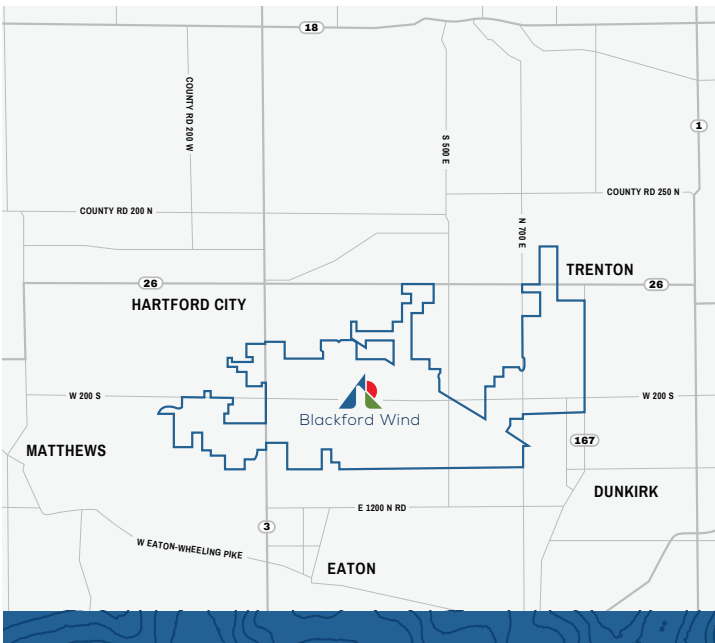 18
COUNTY RD 200 W
S 500 E
1
COUNTY RD 250 N
COUNTY RD 200 N
N 700 E
TRENTON
26
26
HARTFORD CITY
W 200 S
W 200 S
Blackford Wind
167
MATTHEWS
DUNKIRK
E 1200 N RD
3
W EATON-WHEELING PIKE
EATON